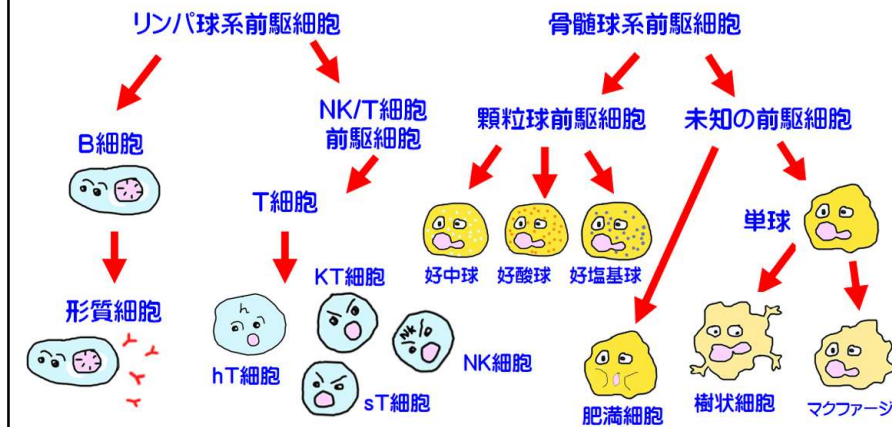 リンパ球系前駆細胞
骨髄球系前駆細胞
NK/T細胞
前駆細胞
顆粒球前駆細胞
未知の前駆細胞
B細胞
T細胞
単球
好中球
好酸球
好塩基球
KT細胞
形質細胞
ん
NK
hT細胞
NK細胞
sT細胞
肥満細胞
樹状細胞
マクファージ